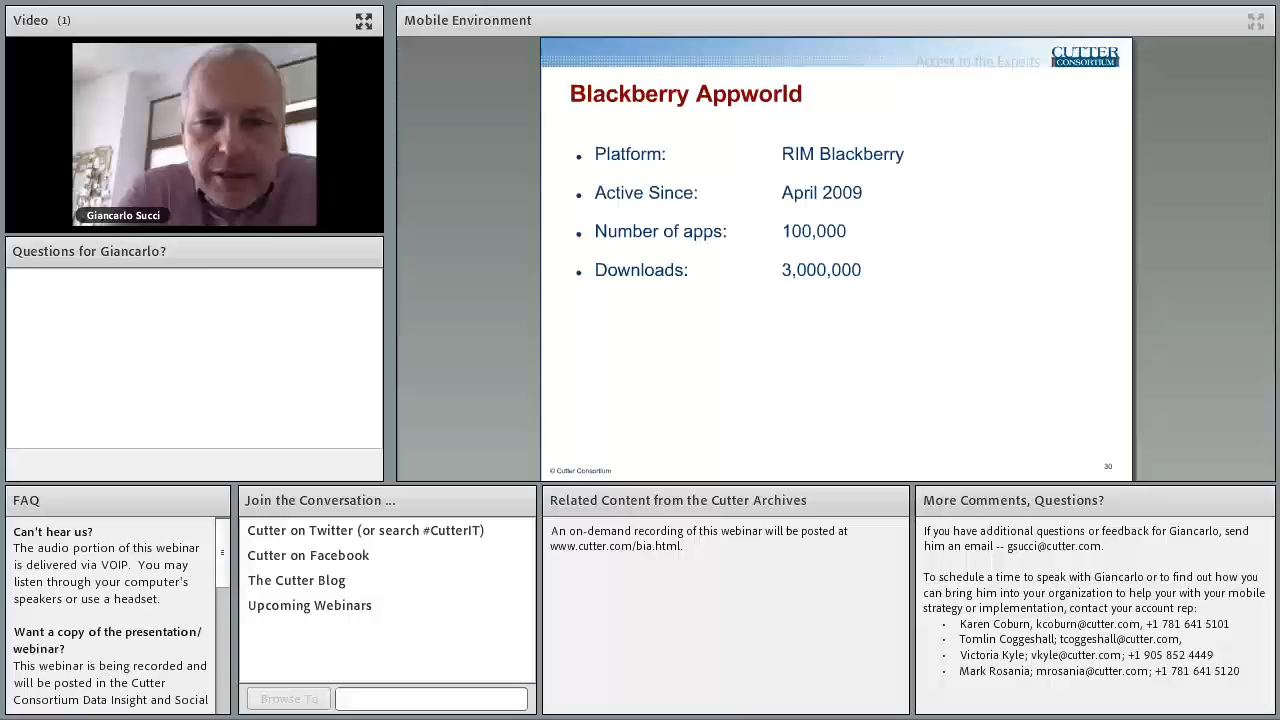 Video (1)
Giancarlo Succi
Questions for Giancarlo?
Mobile Environment
Access to the Experts
CUTTER
CONSORTIUM
Blackberry Appworld
• Platform: RIM Blackberry
• Active Since: April 2009
• Number of apps: 100,000
• Downloads: 3,000,000
© Cutter Consortium
30
FAQ
Can't hear us?
The audio portion of this webinar
is delivered via VOIP. You may
listen through your computer's
speakers or use a headset.
Want a copy of the presentation/
webinar?
This webinar is being recorded and
will be posted in the Cutter
Consortium Data Insight and Social
Join the Conversation ...
Cutter on Twitter (or search #CutterIT)
Cutter on Facebook
The Cutter Blog
Upcoming Webinars
Browse To
Related Content from the Cutter Archives
An on-demand recording of this webinar will be posted at
www.cutter.com/bia.html.
More Comments, Questions?
If you have additional questions or feedback for Giancarlo, send
him an email -- gsucci@cutter.com.
To schedule a time to speak with Giancarlo or to find out how you
can bring him into your organization to help your with your mobile
strategy or implementation, contact your account rep:
• Karen Coburn, kcoburn@cutter.com, +1 781 641 5101
• Tomlin Coggeshall; tcoggeshall@cutter.com,
• Victoria Kyle; vkyle@cutter.com; +1 905 852 4449
• Mark Rosania; mrosania@cutter.com; +1 781 641 5120